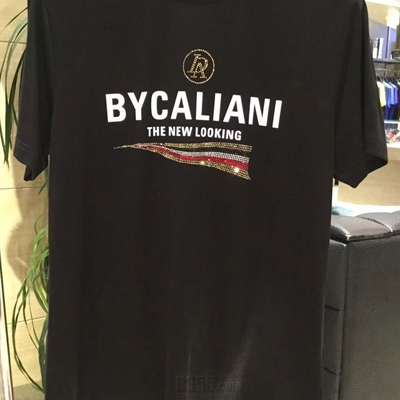 BYCALIANI
THE NEW LOOKING